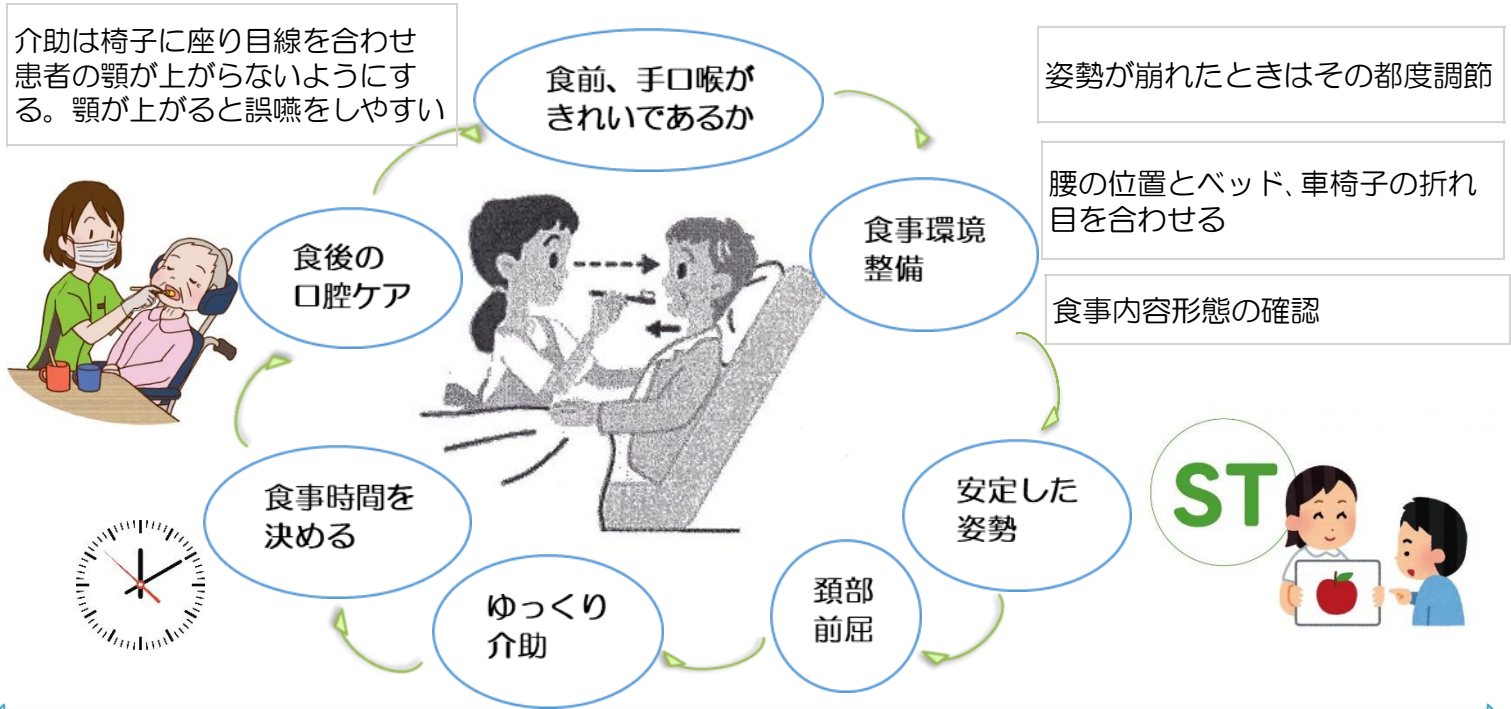 介助は椅子に座り目線を合わせ
患者の顎が上がらないようにす
る。顎が上がると誤嚥をしやすい
食前、手口喉が
きれいであるか
姿勢が崩れたときはその都度調節
腰の位置とベッド、車椅子の折れ
目を合わせる
食事環境
整備
食事内容形態の確認
食後の
口腔ケア
安定した
姿勢
ST
食事時間を
決める
頚部
前屈
ゆっくり
介助